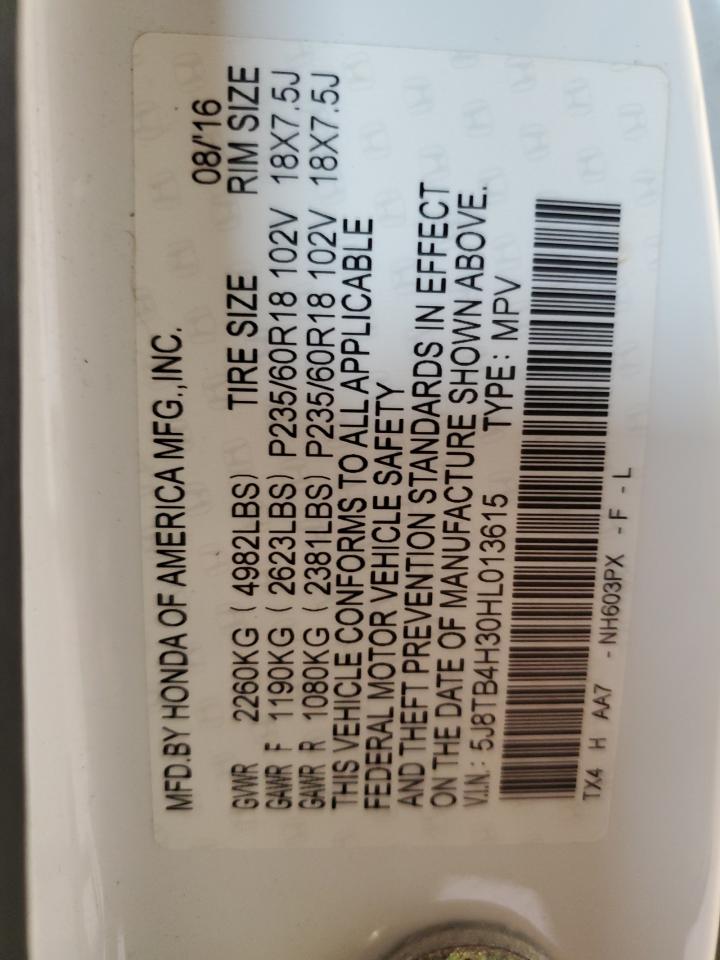 MFD.BY HONDA OF AMERICA MFG.,INC. 08/'16
GVWR 2260KG ( 4982LBS) TIRE SIZE RIM SIZE
GAWR F 1190KG ( 2623LBS) P235/60R18 102V 18X7.5J
GAWR R 1080KG ( 2381LBS) P235/60R18 102V 18X7.5J
THIS VEHICLE CONFORMS TO ALL APPLICABLE
FEDERAL MOTOR VEHICLE SAFETY
AND THEFT PREVENTION STANDARDS IN EFFECT
ON THE DATE OF MANUFACTURE SHOWN ABOVE.
V.I.N.: 5J8TB4H30HL013615 TYPE: MPV
TX4 H AA7 - NH603PX - F - L